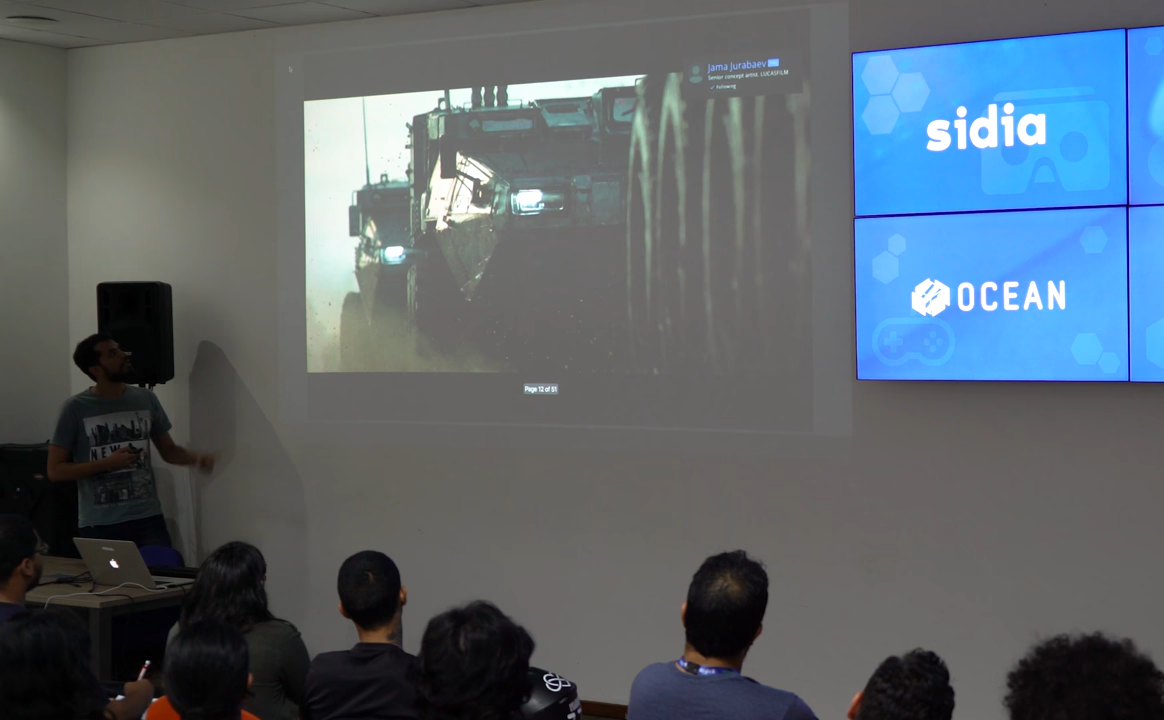 Jama Jurabaev
Senior concept artist. LUCASFILM
✓ Following
sidia
OCEAN
Page 12 of 51
NEW